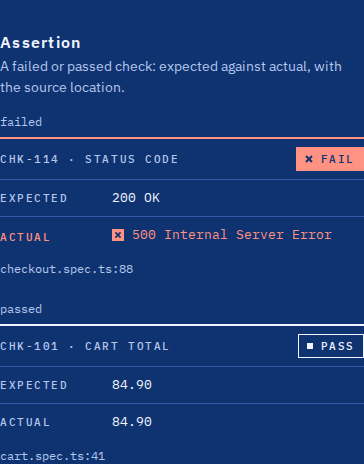 Assertion
A failed or passed check: expected against actual, with
the source location.
failed
CHK-114 · STATUS CODE FAIL
EXPECTED 200 OK
ACTUAL 500 Internal Server Error
checkout.spec.ts:88
passed
CHK-101 · CART TOTAL PASS
EXPECTED 84.90
ACTUAL 84.90
cart.spec.ts:41